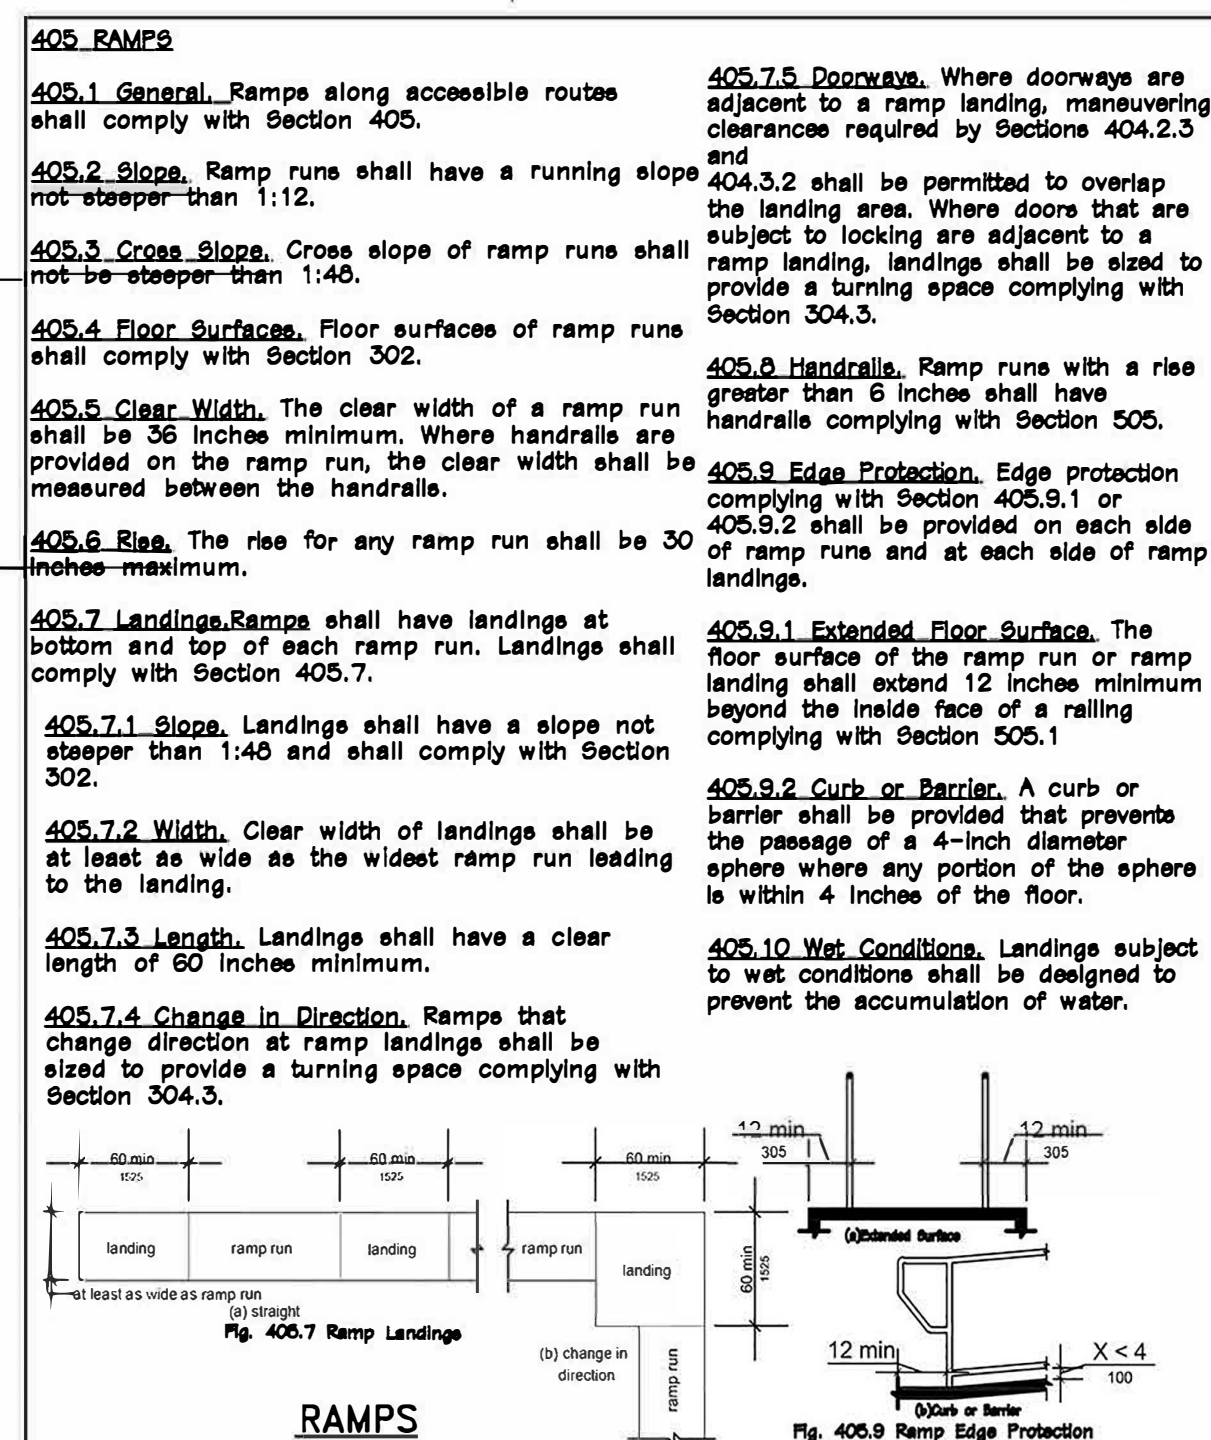 405 RAMPS
405.1 General. Ramps along accessible routes
shall comply with Section 405.
405.2 Slope. Ramp runs shall have a running slope
not steeper than 1:12.
405.3 Cross Slope. Cross slope of ramp runs shall
not be steeper than 1:48.
405.4 Floor Surfaces. Floor surfaces of ramp runs
shall comply with Section 302.
405.5 Clear Width. The clear width of a ramp run
shall be 36 inches minimum. Where handrails are
provided on the ramp run, the clear width shall be
measured between the handrails.
405.6 Rise. The rise for any ramp run shall be 30
inches maximum.
405.7 Landings.Ramps shall have landings at
bottom and top of each ramp run. Landings shall
comply with Section 405.7.
405.7.1 Slope. Landings shall have a slope not
steeper than 1:48 and shall comply with Section
302.
405.7.2 Width. Clear width of landings shall be
at least as wide as the widest ramp run leading
to the landing.
405.7.3 Length. Landings shall have a clear
length of 60 inches minimum.
405.7.4 Change in Direction. Ramps that
change direction at ramp landings shall be
sized to provide a turning space complying with
Section 304.3.
405.7.5 Doorways. Where doorways are
adjacent to a ramp landing, maneuvering
clearances required by Sections 404.2.3
and
404.3.2 shall be permitted to overlap
the landing area. Where doors that are
subject to locking are adjacent to a
ramp landing, landings shall be sized to
provide a turning space complying with
Section 304.3.
405.8 Handrails. Ramp runs with a rise
greater than 6 inches shall have
handrails complying with Section 505.
405.9 Edge Protection. Edge protection
complying with Section 405.9.1 or
405.9.2 shall be provided on each side
of ramp runs and at each side of ramp
landings.
405.9.1 Extended Floor Surface. The
floor surface of the ramp run or ramp
landing shall extend 12 inches minimum
beyond the inside face of a railing
complying with Section 505.1
405.9.2 Curb or Barrier. A curb or
barrier shall be provided that prevents
the passage of a 4-inch diameter
sphere where any portion of the sphere
is within 4 inches of the floor.
405.10 Wet Conditions. Landings subject
to wet conditions shall be designed to
prevent the accumulation of water.
60 min
1525
60 min
1525
60 min
1525
landing
ramp run
landing
ramp run
landing
60 min
1525
at least as wide as ramp run
(a) straight
Fig. 405.7 Ramp Landings
(b) change in
direction
ramp run
RAMPS
12 min
305
12 min
305
(a)Extended Surface
12 min
X < 4
100
(b)Curb or Barrier
Fig. 405.9 Ramp Edge Protection